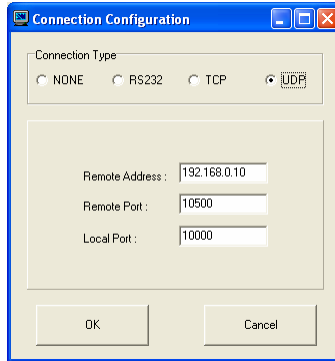 Connection Configuration
Connection Type
NONE RS232 TCP UDP
Remote Address : 192.168.0.10
Remote Port : 10500
Local Port : 10000
OK Cancel